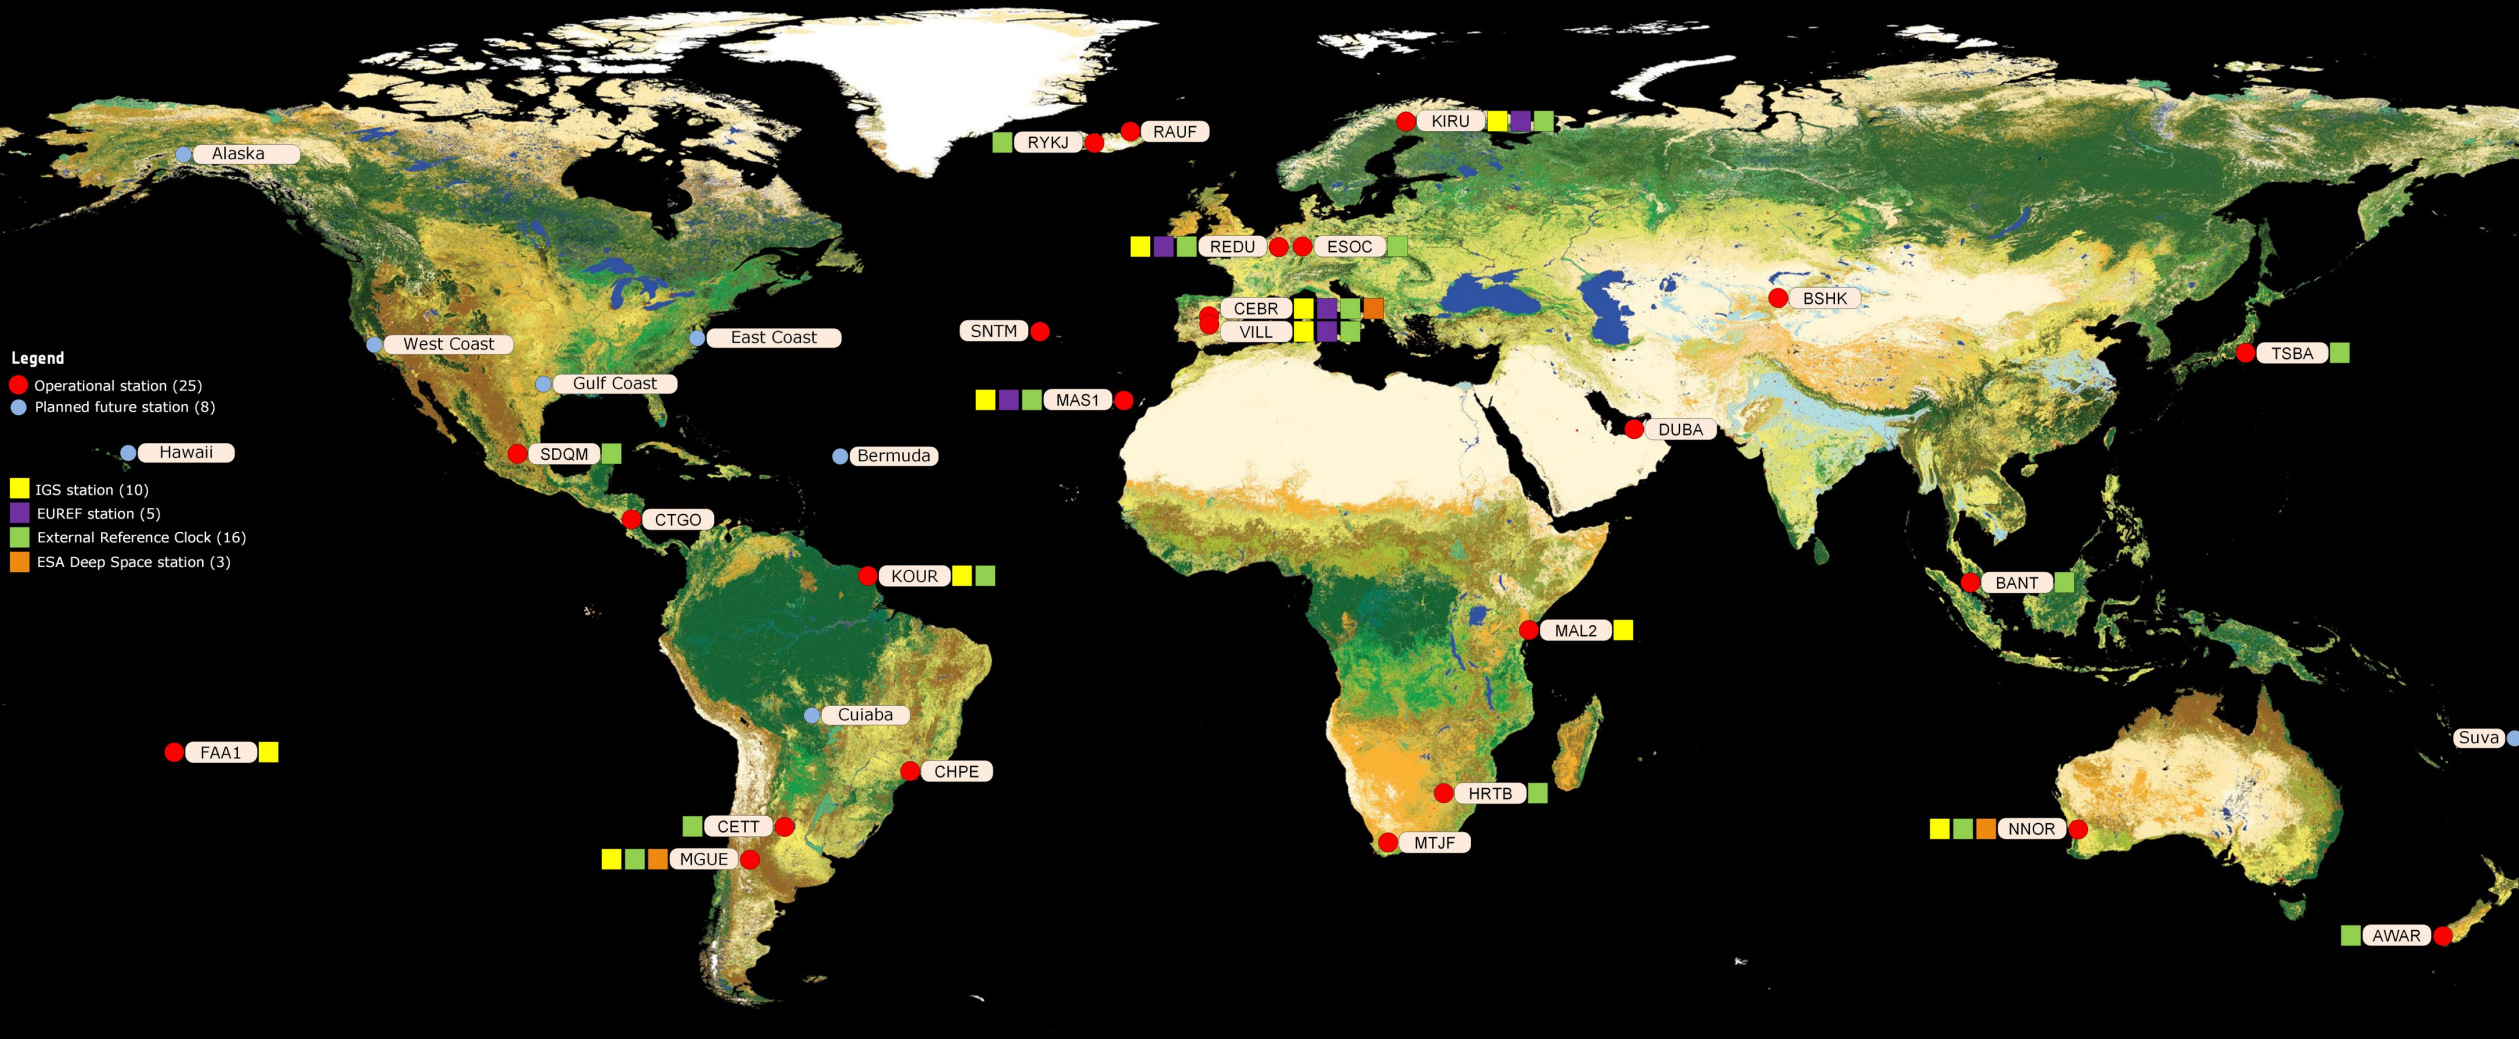 RAUF
KIRU
RYKJ
Alaska
REDU
ESOC
BSHK
CEBR
SNTM
VILL
East Coast
West Coast
TSBA
Legend
Operational station (25)
Gulf Coast
Planned future station (8)
MAS1
DUBA
Hawaii
SDQM
Bermuda
IGS station (10)
EUREF station (5)
CTGO
External Reference Clock (16)
ESA Deep Space station (3)
KOUR
BANT
MAL2
Cuiaba
Suva
FAA1
CHPE
HRTB
CETT
NNOR
MTJF
MGUE
AWAR